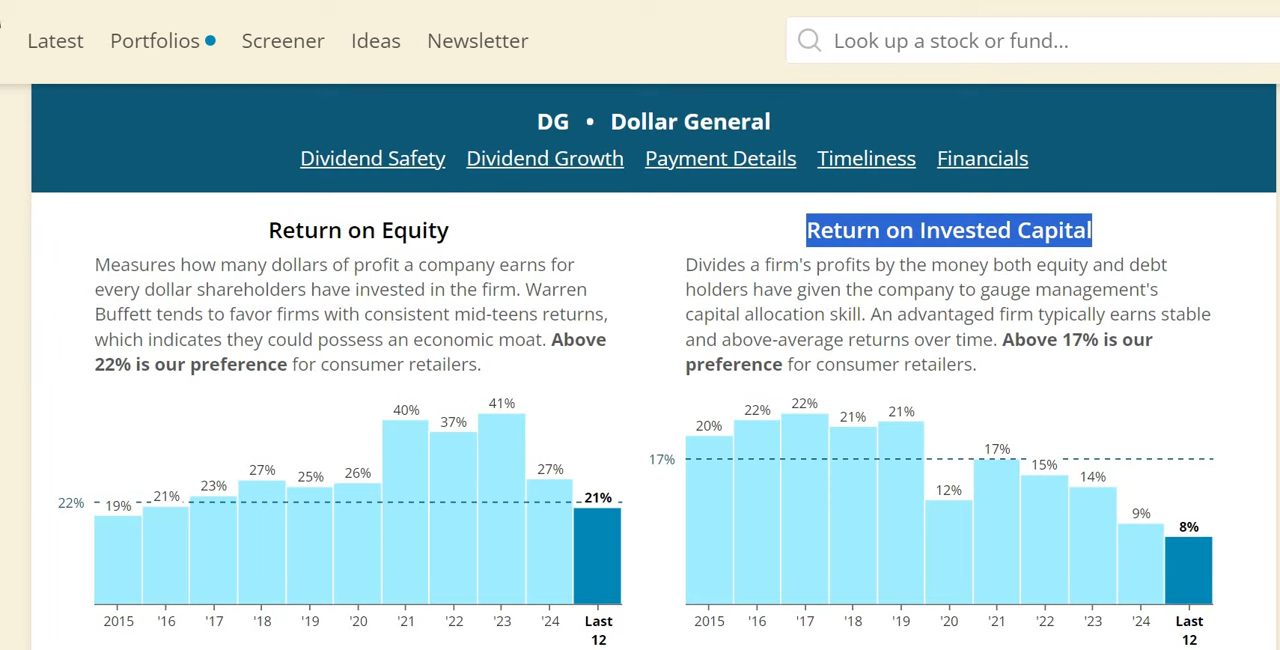 Latest Portfolios Screener Ideas Newsletter Look up a stock or fund...
DG • Dollar General
Dividend Safety Dividend Growth Payment Details Timeliness Financials
Return on Equity
Measures how many dollars of profit a company earns for
every dollar shareholders have invested in the firm. Warren
Buffett tends to favor firms with consistent mid-teens returns,
which indicates they could possess an economic moat. Above
22% is our preference for consumer retailers.
41%
40%
37%
27%
27%
25%
26%
23%
21%
19%
21%
22%
2015 '16 '17 '18 '19 '20 '21 '22 '23 '24 Last
12
Return on Invested Capital
Divides a firm's profits by the money both equity and debt
holders have given the company to gauge management's
capital allocation skill. An advantaged firm typically earns stable
and above-average returns over time. Above 17% is our
preference for consumer retailers.
20%
22%
22%
21%
21%
12%
17%
15%
14%
9%
8%
17%
2015 '16 '17 '18 '19 '20 '21 '22 '23 '24 Last
12